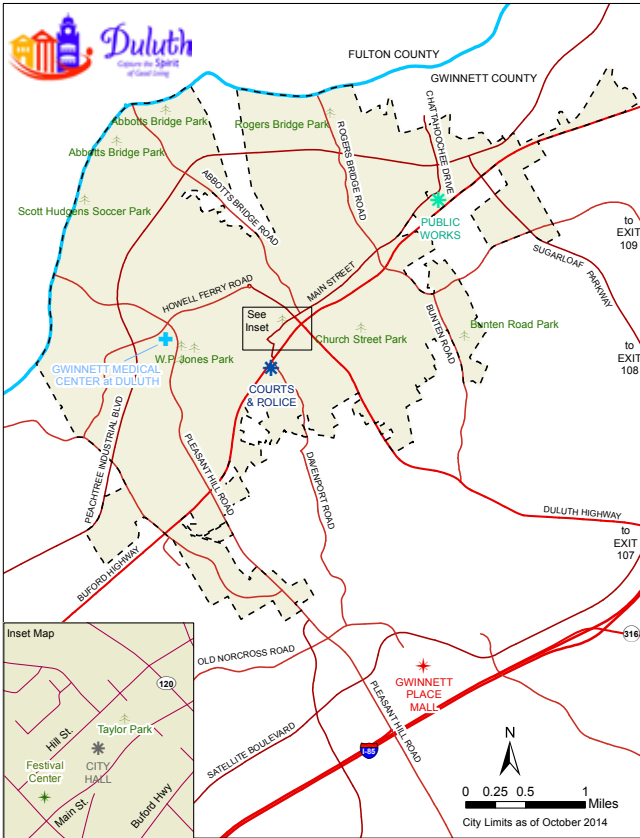 Duluth
Capture the Spirit
of Good Living
FULTON COUNTY
GWINNETT COUNTY
Abbotts Bridge Park
Rogers Bridge Park
CHATTAHOOCHEE DRIVE
Abbotts Bridge Park
ROGERS BRIDGE ROAD
ABBOTTS BRIDGE ROAD
Scott Hudgens Soccer Park
PUBLIC
WORKS
to
EXIT
109
SUGARLOAF PARKWAY
MAIN STREET
HOWELL FERRY ROAD
See
Inset
Church Street Park
BUNTEN ROAD
Bunten Road Park
to
EXIT
108
W.P. Jones Park
GWINNETT MEDICAL
CENTER at DULUTH
COURTS
& POLICE
PEACHTREE INDUSTRIAL BLVD
PLEASANT HILL ROAD
DAVENPORT ROAD
DULUTH HIGHWAY
to
EXIT
107
BUFORD HIGHWAY
316
OLD NORCROSS ROAD
GWINNETT
PLACE
MALL
PLEASANT HILL ROAD
SATELLITE BOULEVARD
I-85
Inset Map
120
Taylor Park
Hill St.
CITY
HALL
Festival
Center
Main St.
Buford Hwy
N
0 0.25 0.5 1
Miles
City Limits as of October 2014